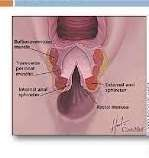 Bulbocavernosus
muscle
Transverse
perineal
muscles
Internal anal
sphincter
External anal
sphincter
Rectal mucosa